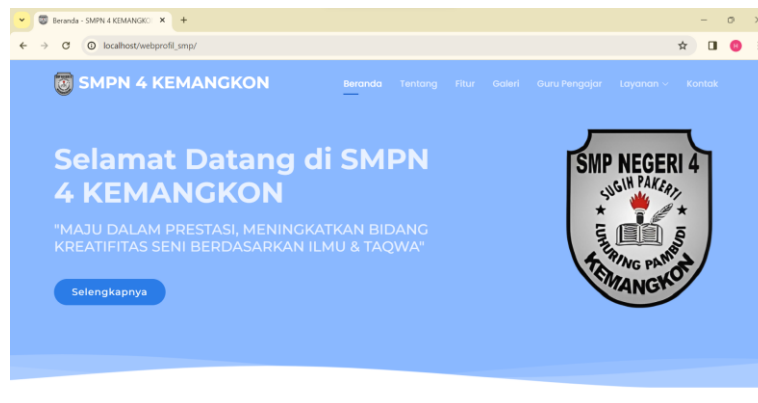 Beranda - SMPN 4 KEMANGKO
localhost/webprofil_smp/
SMPN 4 KEMANGKON
Beranda Tentang Fitur Galeri Guru Pengajar Layanan Kontak
Selamat Datang di SMPN
4 KEMANGKON
"MAJU DALAM PRESTASI, MENINGKATKAN BIDANG
KREATIFITAS SENI BERDASARKAN ILMU & TAQWA"
Selengkapnya
SMP NEGERI 4
SUGIH PAKERTI
LUHURING PAMBUDI
KEMANGKON